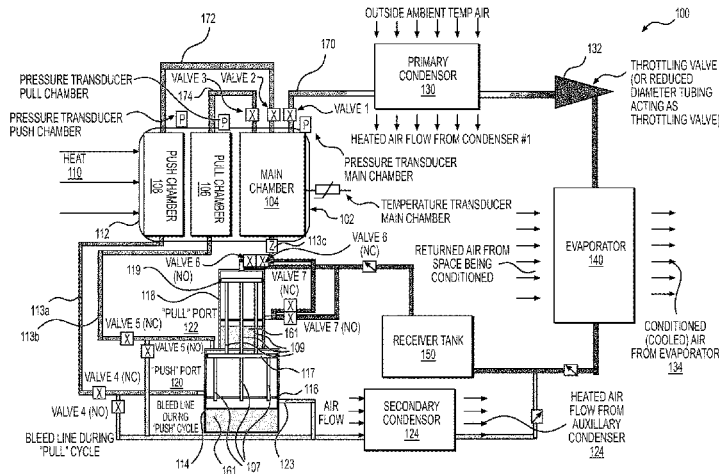 172
OUTSIDE AMBIENT TEMP AIR
100
PRESSURE TRANSDUCER
PULL CHAMBER
VALVE 3
VALVE 2
174
170
PRIMARY
CONDENSOR
130
132
THROTTLING VALVE
(OR REDUCED
DIAMETER TUBING
ACTING AS
THROTTLING VALVE)
PRESSURE TRANSDUCER
PUSH CHAMBER
P
P
X
X
X
P
VALVE 1
HEATED AIR FLOW FROM CONDENSER #1
PRESSURE TRANSDUCER
MAIN CHAMBER
HEAT
110
PUSH CHAMBER
108
PULL CHAMBER
106
MAIN
CHAMBER
104
102
112
TEMPERATURE TRANSDUCER
MAIN CHAMBER
Z
113c
EVAPORATOR
140
RETURNED AIR FROM
SPACE BEING
CONDITIONED
CONDITIONED
(COOLED) AIR
FROM EVAPORATOR
134
VALVE 6
(NO)
VALVE 6
(NC)
X
X
119
118
113a
113b
"PULL" PORT
122
VALVE 7
(NC)
X
X
VALVE 7 (NO)
161
109
117
VALVE 5 (NC)
X
VALVE 5 (NO)
X
RECEIVER TANK
150
"PUSH" PORT
120
116
VALVE 4 (NC)
X
VALVE 4 (NO)
X
BLEED LINE
DURING
"PUSH" CYCLE
BLEED LINE DURING
"PULL" CYCLE
114
161
107
123
AIR
FLOW
SECONDARY
CONDENSER
124
HEATED AIR
FLOW FROM
AUXILLARY
CONDENSER
124